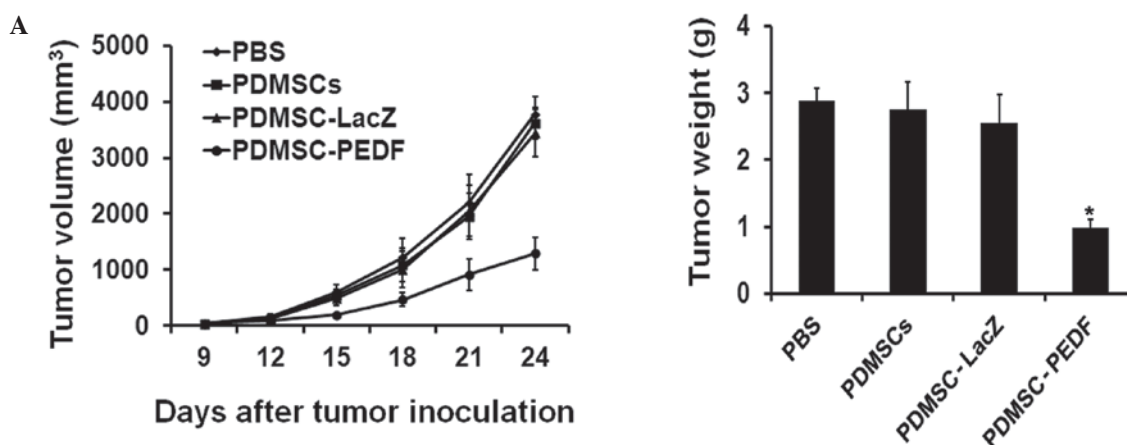 A
Tumor volume (mm³)
5000
4000
3000
2000
1000
0
PBS
PDMSCs
PDMSC-LacZ
PDMSC-PEDF
9 12 15 18 21 24
Days after tumor inoculation
Tumor weight (g)
4
3
2
1
0
*
PBS
PDMSCs
PDMSC- LacZ
PDMSC- PEDF